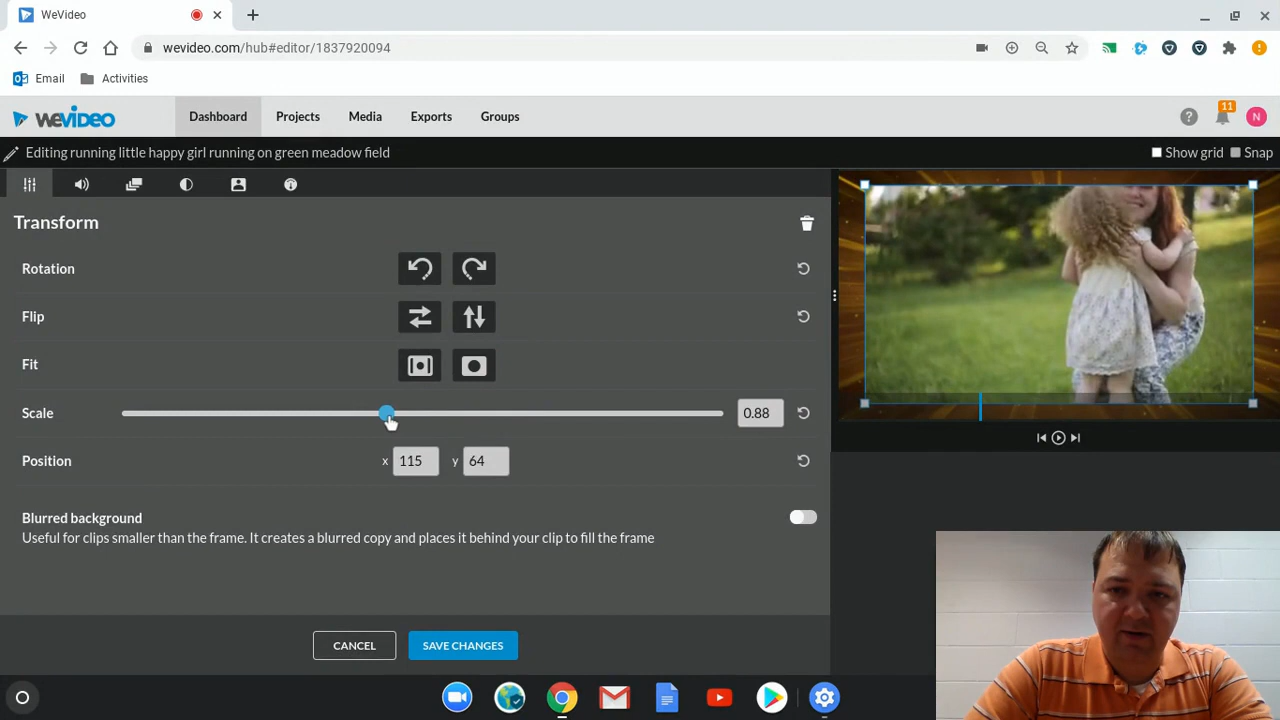 WeVideo
wevideo.com/hub#editor/1837920094
Email
Activities
wevideo
Dashboard
Projects
Media
Exports
Groups
11
N
Editing running little happy girl running on green meadow field
Show grid
Snap
Transform
Rotation
Flip
Fit
Scale
0.88
Position
x 115
y 64
Blurred background
Useful for clips smaller than the frame. It creates a blurred copy and places it behind your clip to fill the frame
CANCEL
SAVE CHANGES